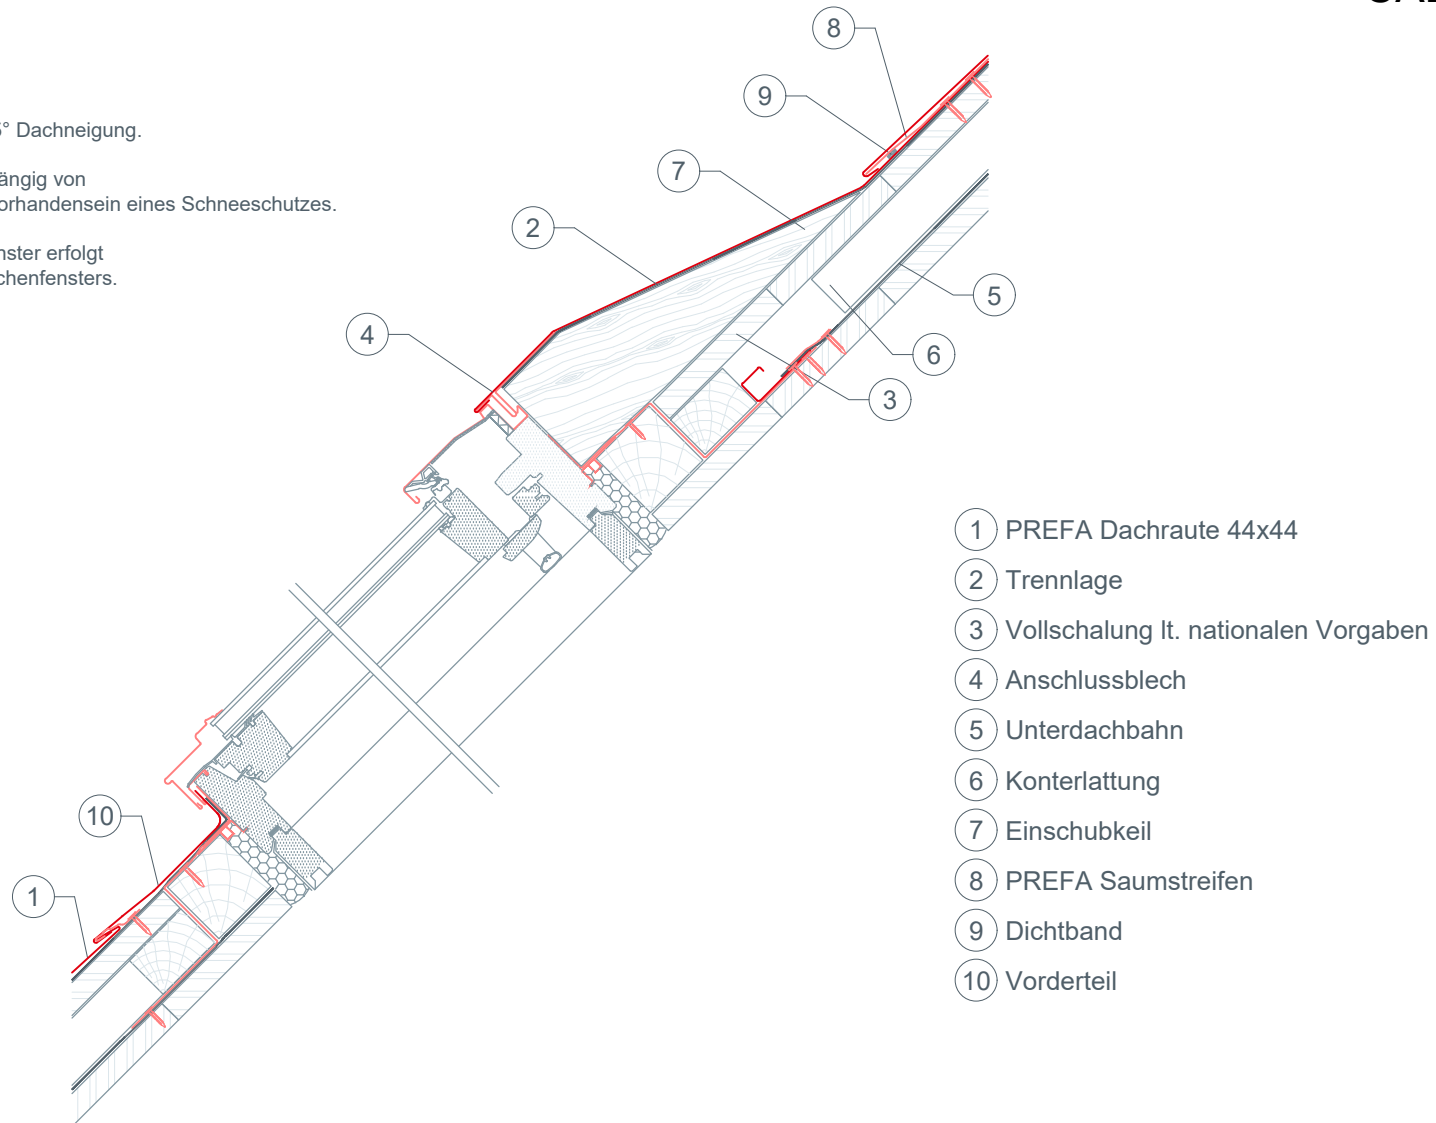 8
9
5° Dachneigung.
7
ängig von
orhandensein eines Schneeschutzes.
2
nster erfolgt
chenfensters.
5
4
6
3
1 PREFA Dachraute 44x44
2 Trennlage
3 Vollschalung lt. nationalen Vorgaben
4 Anschlussblech
5 Unterdachbahn
6 Konterlattung
7 Einschubkeil
10
8 PREFA Saumstreifen
1
9 Dichtband
10 Vorderteil